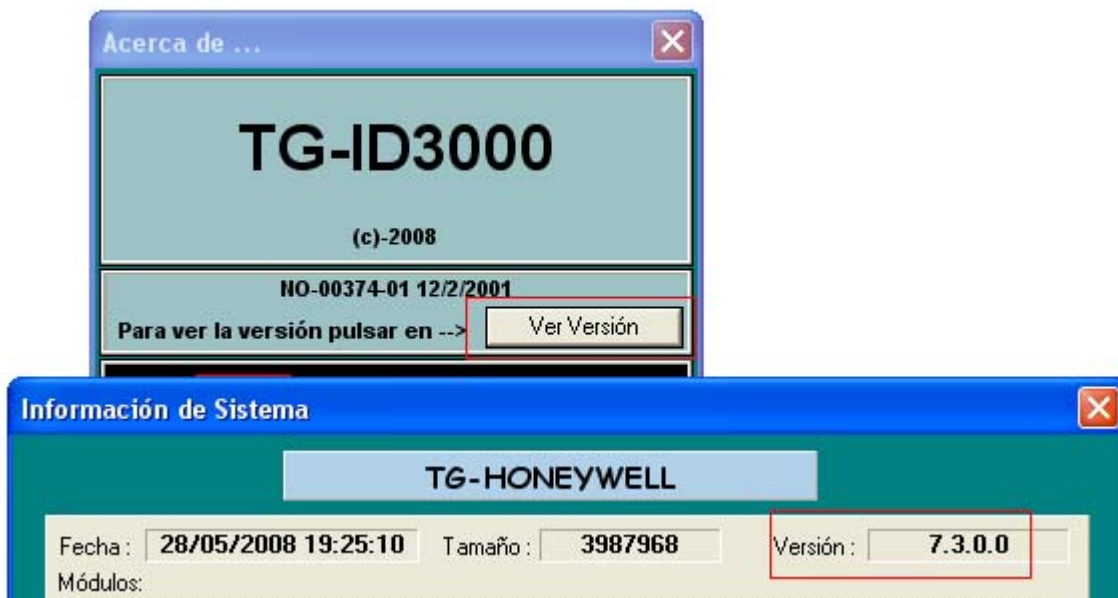 Acerca de ...
TG-ID3000
(c)-2008
NO-00374-01 12/2/2001
Para ver la versión pulsar en --> Ver Versión
Información de Sistema
TG-HONEYWELL
Fecha : 28/05/2008 19:25:10 Tamaño : 3987968 Versión : 7.3.0.0
Módulos: